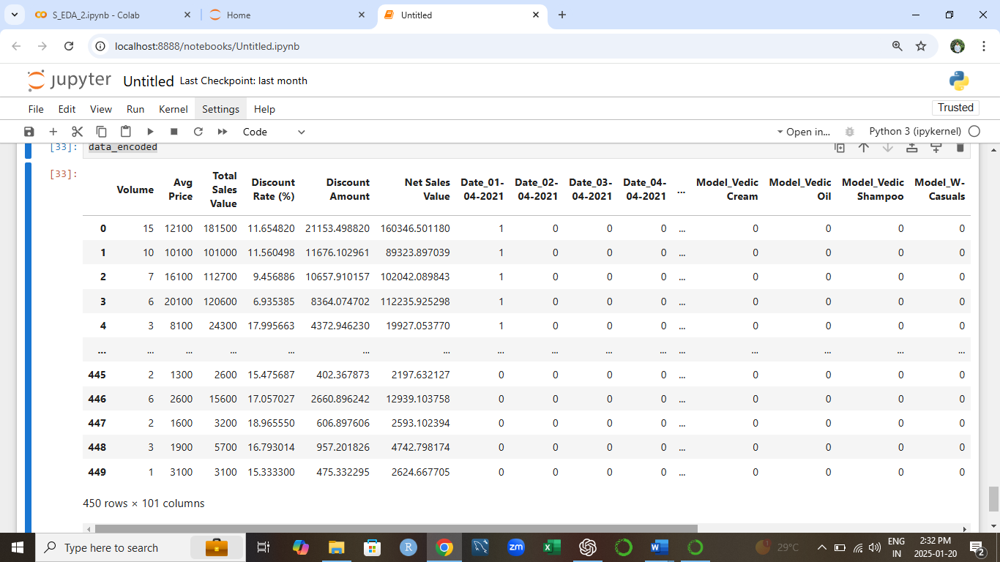 S_EDA_2.ipynb - Colab
Home
Untitled
localhost:8888/notebooks/Untitled.ipynb
jupyter Untitled Last Checkpoint: last month
File Edit View Run Kernel Settings Help
Trusted
Code
Open in...
Python 3 (ipykernel)
[33]: data_encoded
[33]:
Volume Avg Price Total Sales Value Discount Rate (%) Discount Amount Net Sales Value Date_01-04-2021 Date_02-04-2021 Date_03-04-2021 Date_04-04-2021 ... Model_Vedic Cream Model_Vedic Oil Model_Vedic Shampoo Model_W-Casuals
0 15 12100 181500 11.654820 21153.498820 160346.501180 1 0 0 0 ... 0 0 0 0
1 10 10100 101000 11.560498 11676.102961 89323.897039 1 0 0 0 ... 0 0 0 0
2 7 16100 112700 9.456886 10657.910157 102042.089843 1 0 0 0 ... 0 0 0 0
3 6 20100 120600 6.935385 8364.074702 112235.925298 1 0 0 0 ... 0 0 0 0
4 3 8100 24300 17.995663 4372.946230 19927.053770 1 0 0 0 ... 0 0 0 0
... ... ... ... ... ... ... ... ... ... ... ... ... ... ... ...
445 2 1300 2600 15.475687 402.367873 2197.632127 0 0 0 0 ... 0 0 0 0
446 6 2600 15600 17.057027 2660.896242 12939.103758 0 0 0 0 ... 0 0 0 0
447 2 1600 3200 18.965550 606.897606 2593.102394 0 0 0 0 ... 0 0 0 0
448 3 1900 5700 16.793014 957.201826 4742.798174 0 0 0 0 ... 0 0 0 0
449 1 3100 3100 15.333300 475.332295 2624.667705 0 0 0 0 ... 0 0 0 0
450 rows × 101 columns
Type here to search
R
zm
W
29°C
ENG
IN
2:32 PM
2025-01-20
2